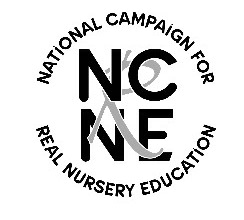 NATIONAL CAMPAiGN FOR
NC
NE
REAL NURSERY EDUCATION